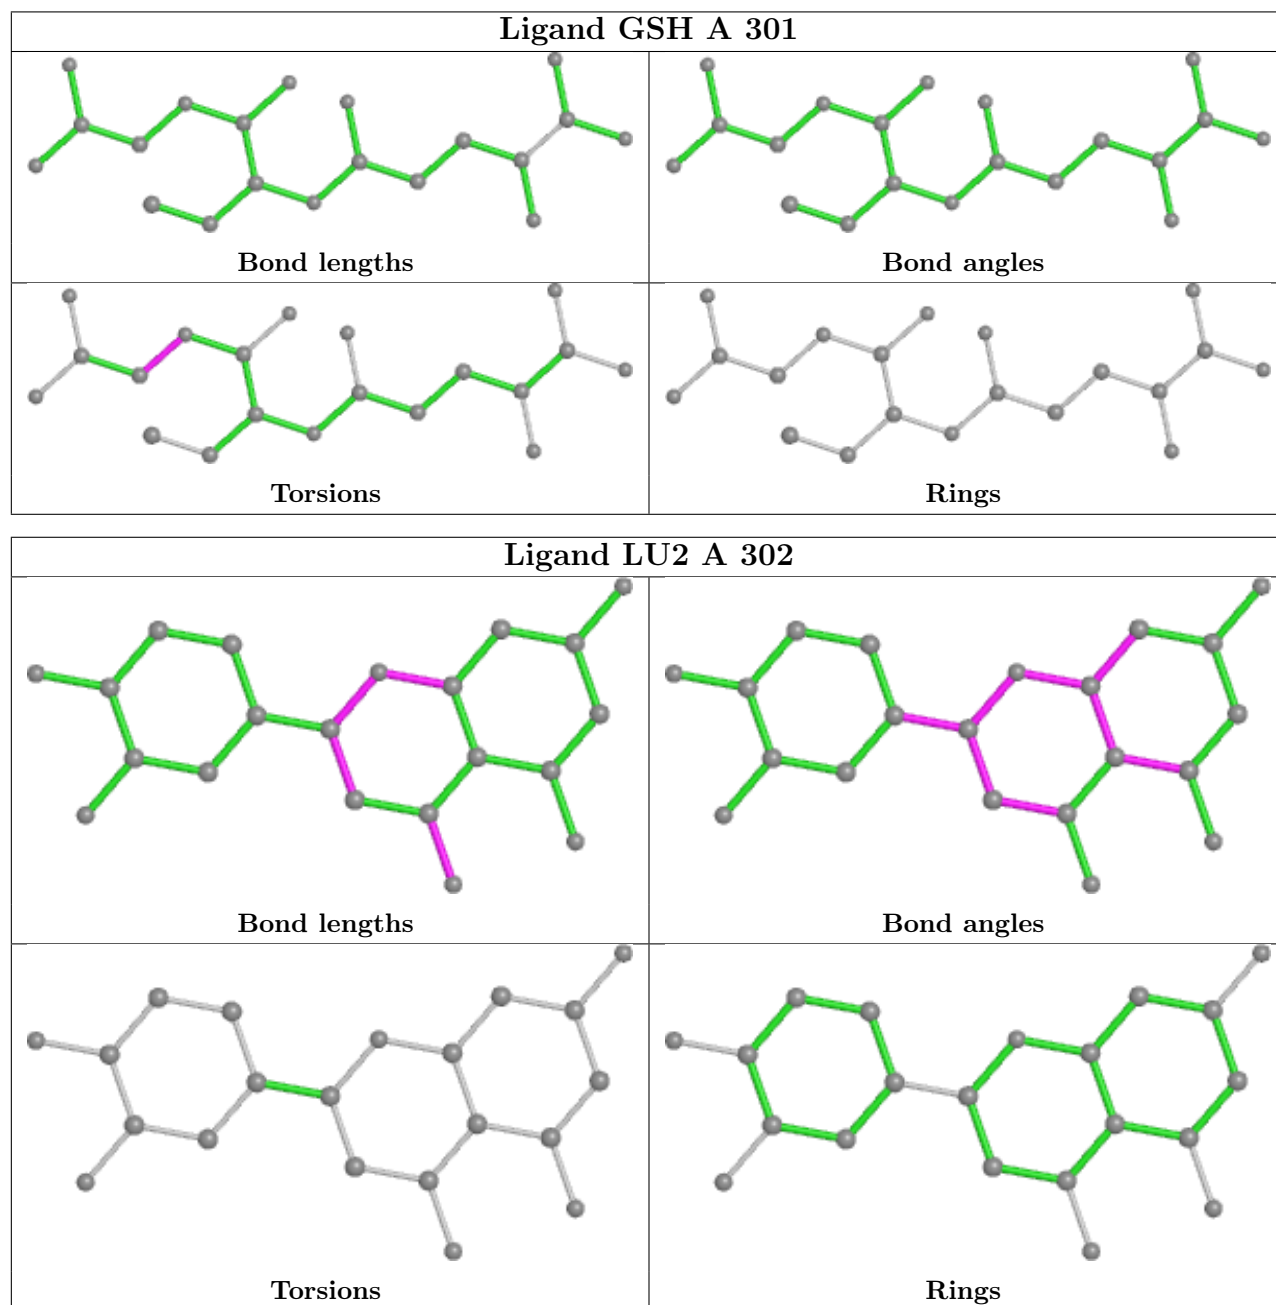 Ligand GSH A 301
Bond lengths
Bond angles
Torsions
Rings
Ligand LU2 A 302
Bond lengths
Bond angles
Torsions
Rings